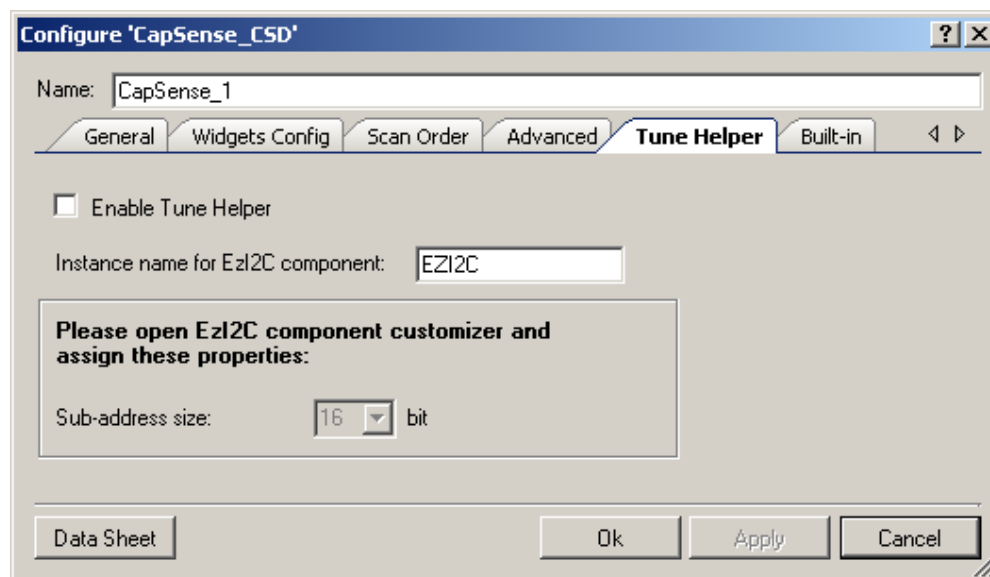 Configure 'CapSense_CSD'
Name: CapSense_1
General Widgets Config Scan Order Advanced Tune Helper Built-in
Enable Tune Helper
Instance name for EzI2C component: EZI2C
Please open EzI2C component customizer and
assign these properties:
Sub-address size: 16 bit
Data Sheet Ok Apply Cancel